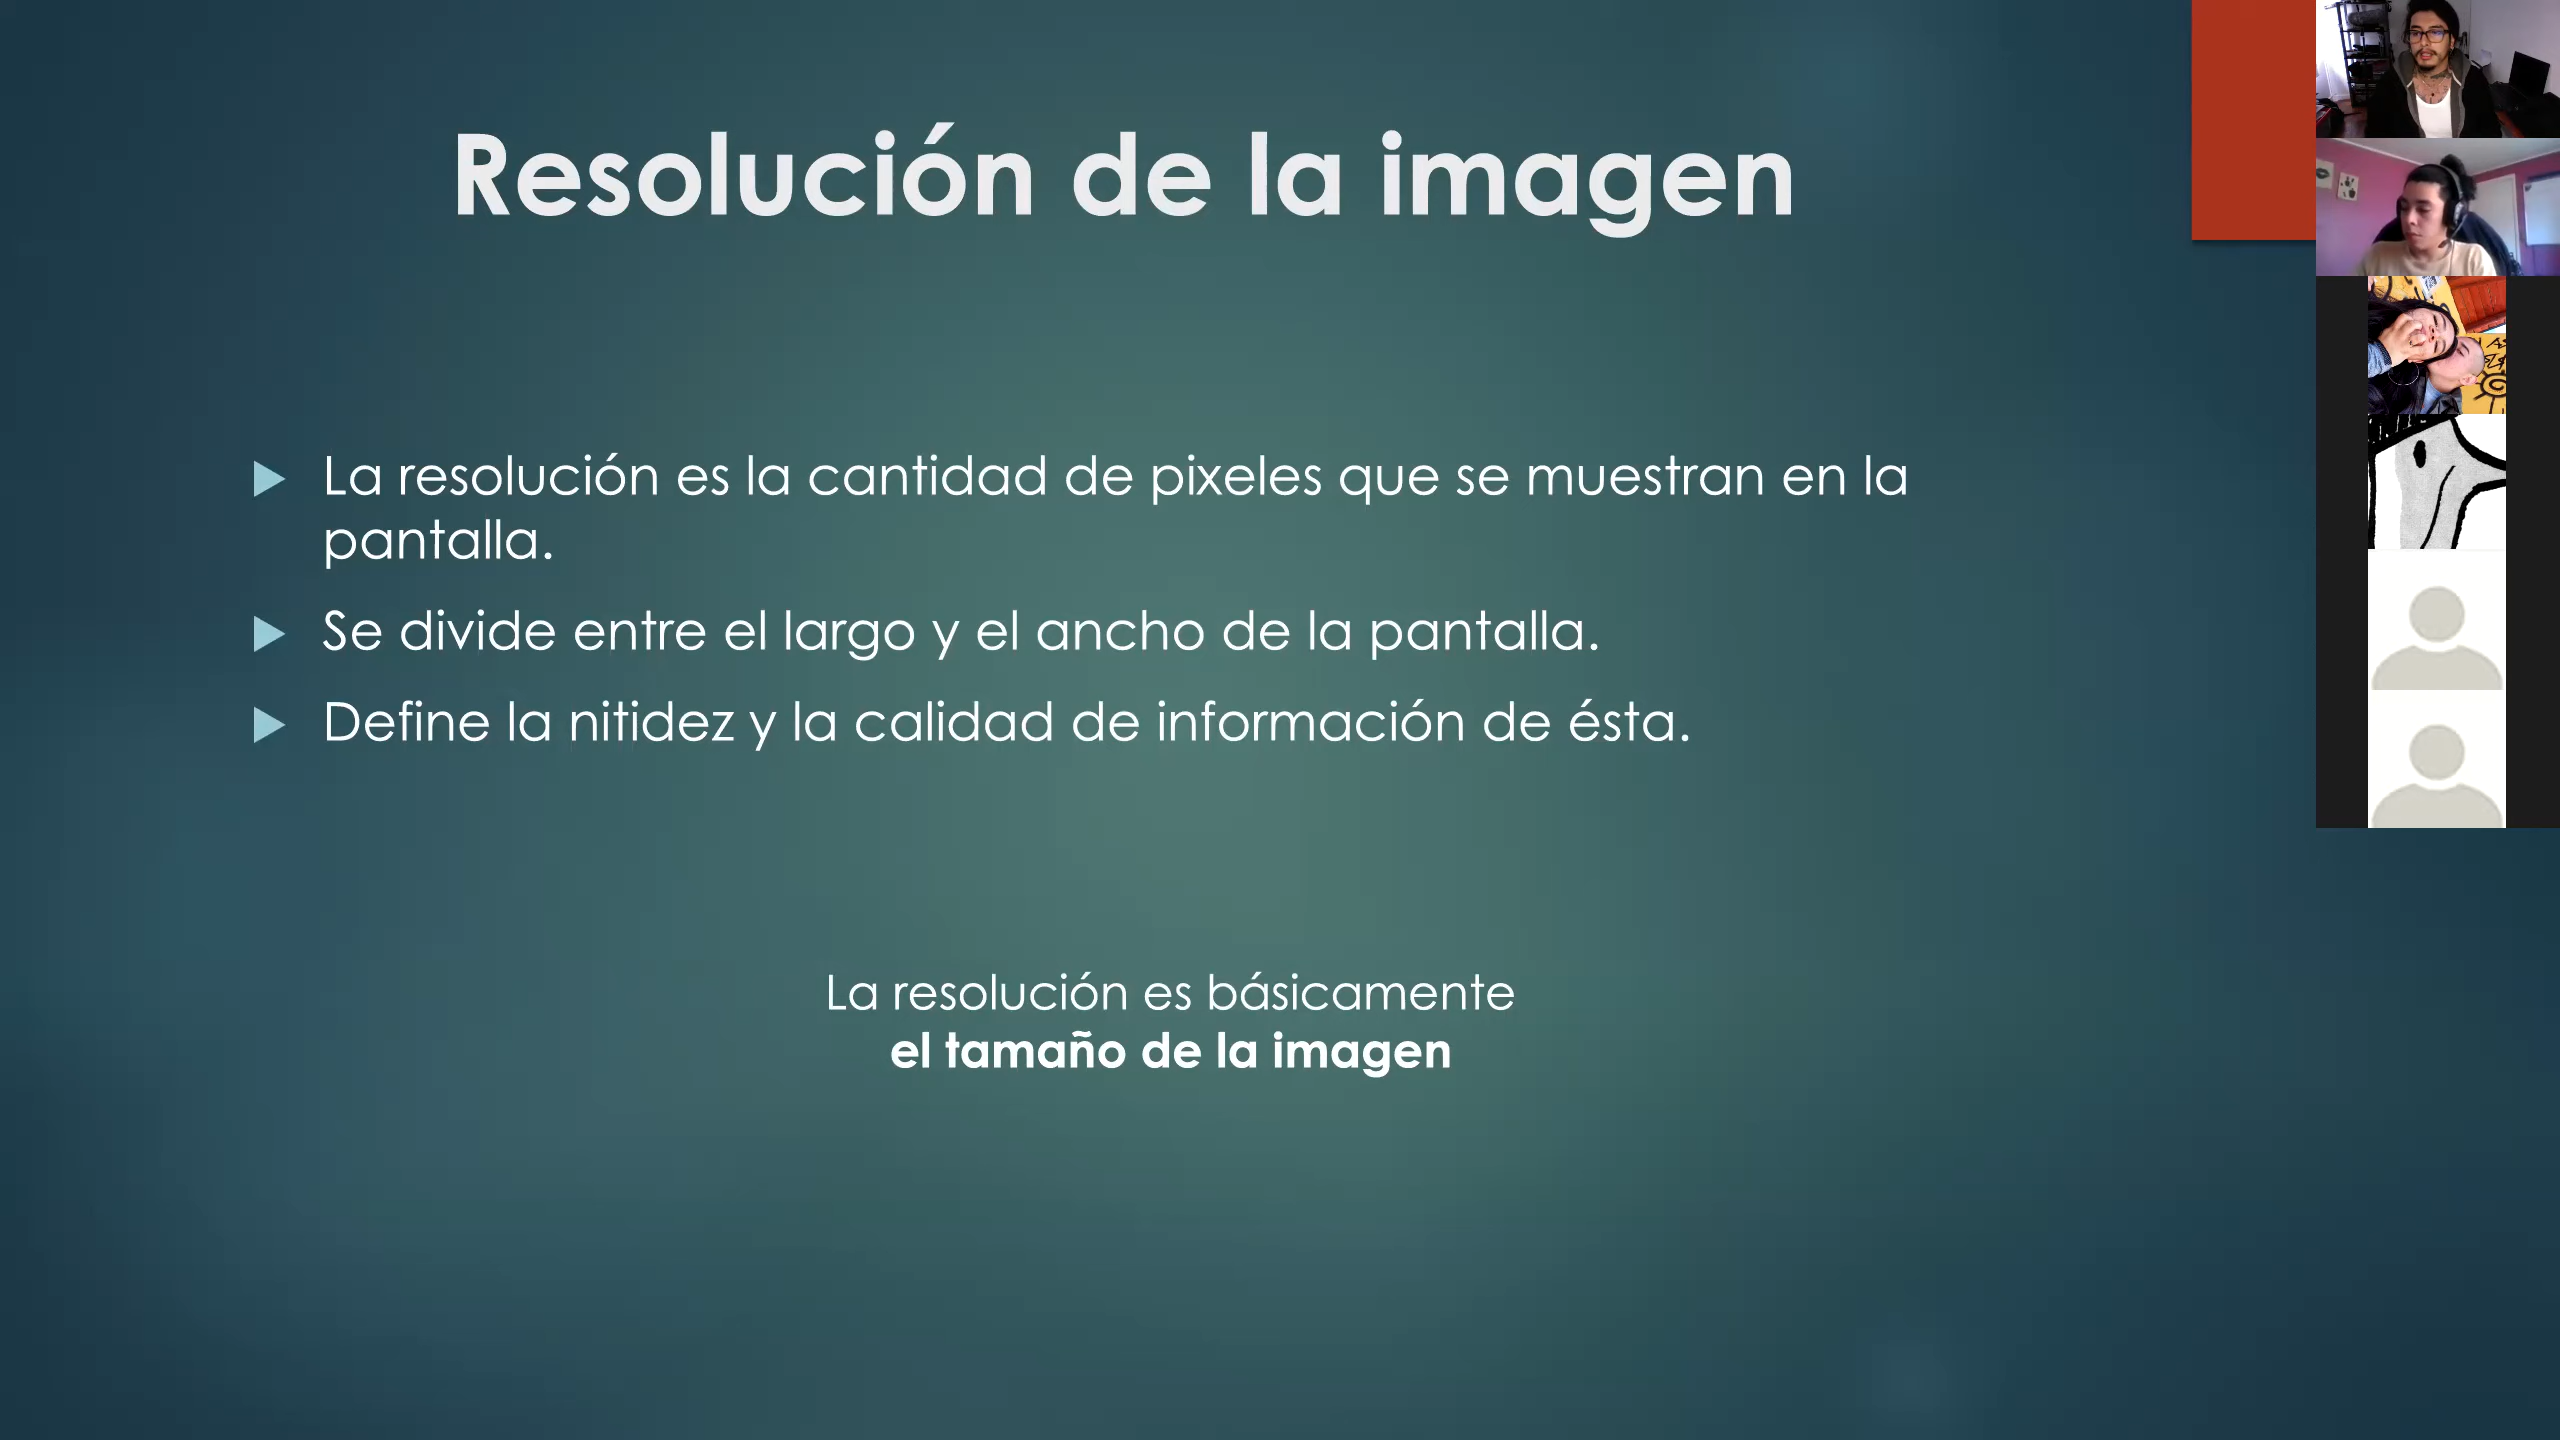 Resolución de la imagen
La resolución es la cantidad de pixeles que se muestran en la
pantalla.
Se divide entre el largo y el ancho de la pantalla.
Define la nitidez y la calidad de información de ésta.
La resolución es básicamente
el tamaño de la imagen